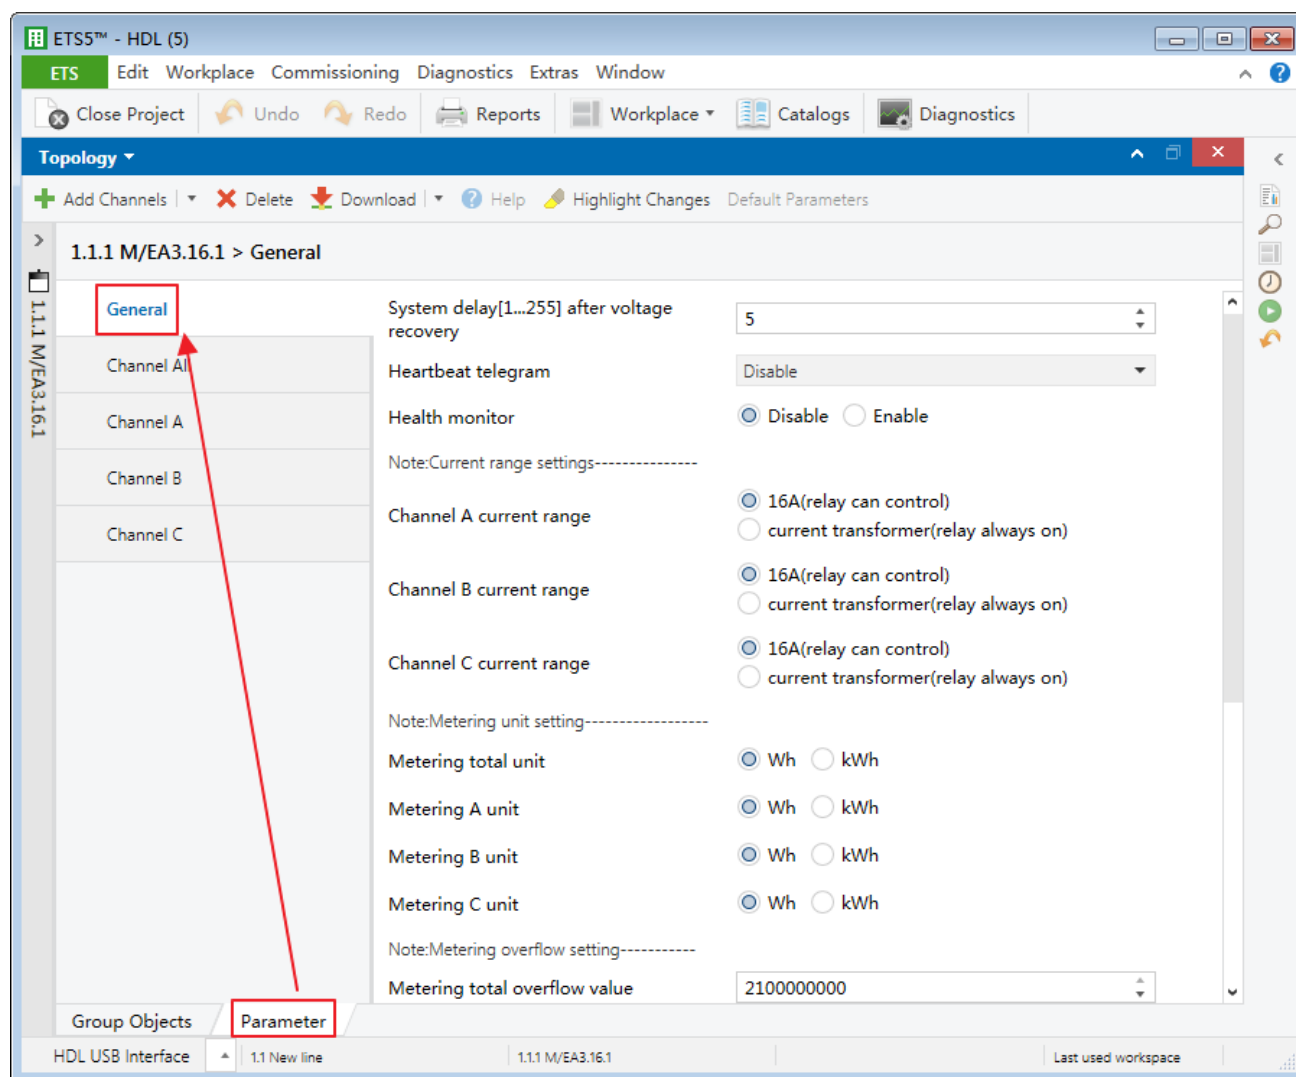 ETS5™ - HDL (5)
ETS Edit Workplace Commissioning Diagnostics Extras Window
Close Project Undo Redo Reports Workplace Catalogs Diagnostics
Topology
Add Channels Delete Download Help Highlight Changes Default Parameters
1.1.1 M/EA3.16.1 > General
1.1.1 M/EA3.16.1
General
Channel All
Channel A
Channel B
Channel C
System delay[1...255] after voltage
recovery
5
Heartbeat telegram Disable
Health monitor Disable Enable
Note:Current range settings---------------
Channel A current range
16A(relay can control)
current transformer(relay always on)
Channel B current range
16A(relay can control)
current transformer(relay always on)
Channel C current range
16A(relay can control)
current transformer(relay always on)
Note:Metering unit setting------------------
Metering total unit Wh kWh
Metering A unit Wh kWh
Metering B unit Wh kWh
Metering C unit Wh kWh
Note:Metering overflow setting-----------
Metering total overflow value 2100000000
Group Objects Parameter
HDL USB Interface 1.1 New line 1.1.1 M/EA3.16.1 Last used workspace